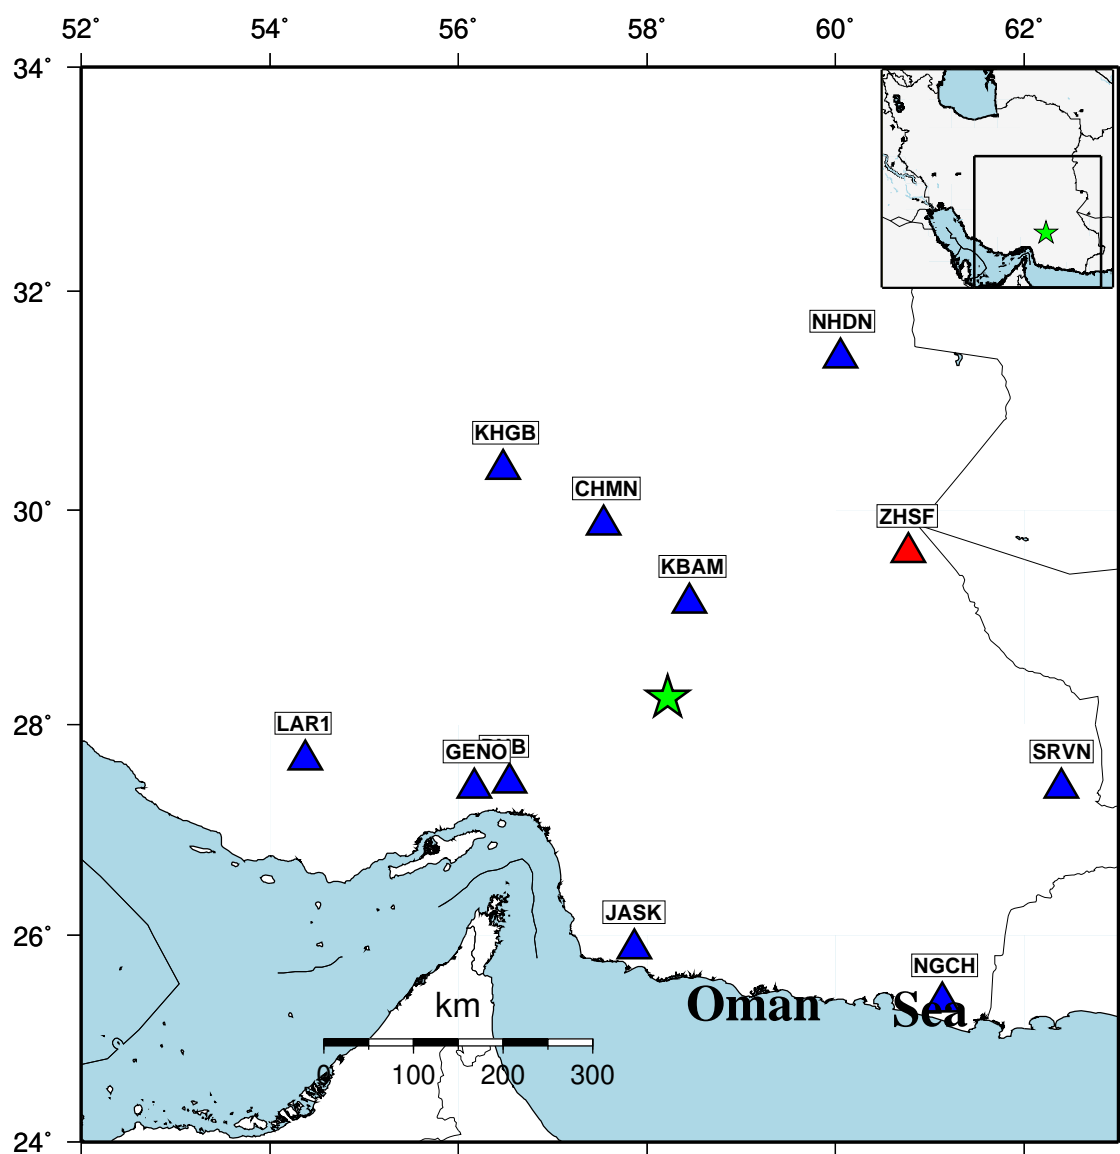 52˚ 54˚ 56˚ 58˚ 60˚ 62˚
34˚
32˚
NHDN
KHGB
CHMN
30˚
ZHSF
KBAM
28˚
LAR1
GENO
SRVN
JASK
26˚
NGCH
Oman Sea
km
0 100 200 300
24˚